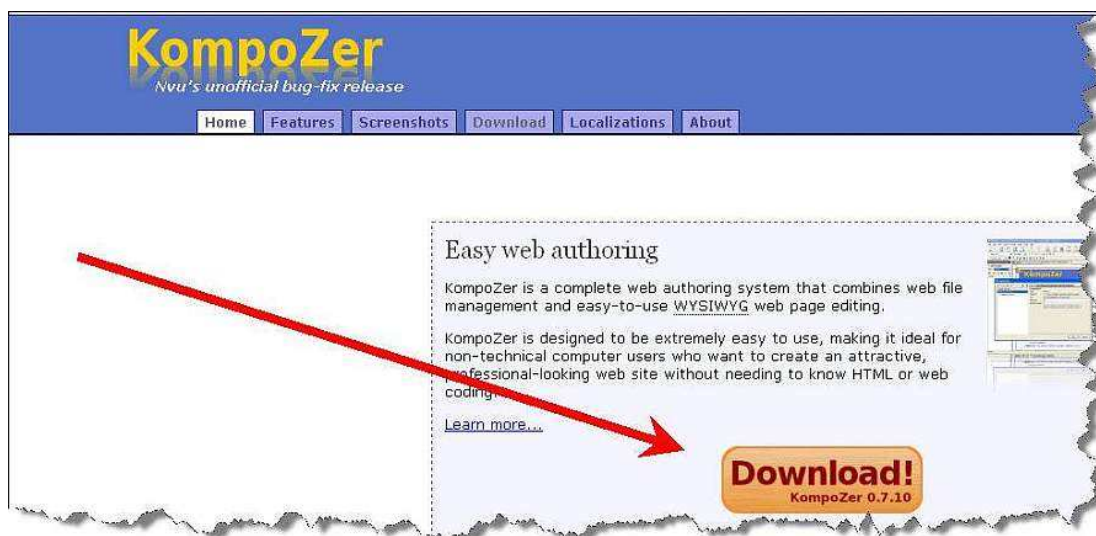 KompoZer
Nvu's unofficial bug-fix release
Home Features Screenshots Download Localizations About
Easy web authoring
KompoZer is a complete web authoring system that combines web file
management and easy-to-use WYSIWYG web page editing.
KompoZer is designed to be extremely easy to use, making it ideal for
non-technical computer users who want to create an attractive,
professional-looking web site without needing to know HTML or web
coding.
Learn more...
Download!
KompoZer 0.7.10